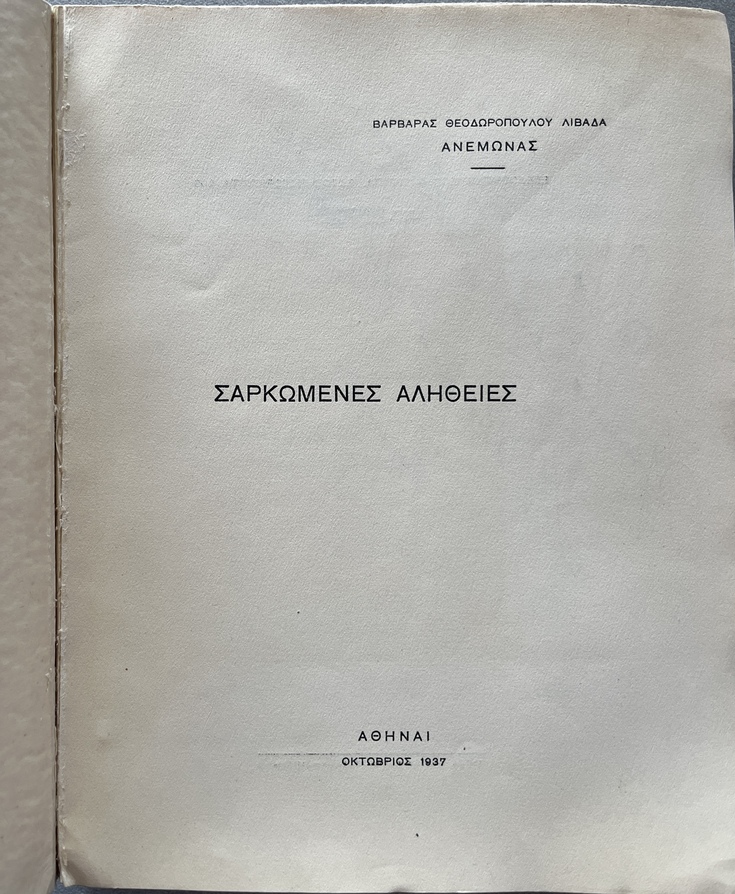 ΒΑΡΒΑΡΑΣ ΘΕΟΔΩΡΟΠΟΥΛΟΥ ΛΙΒΑΔΑ
ΑΝΕΜΩΝΑΣ
ΣΑΡΚΩΜΕΝΕΣ ΑΛΗΘΕΙΕΣ
ΑΘΗΝΑΙ
ΟΚΤΩΒΡΙΟΣ 1937